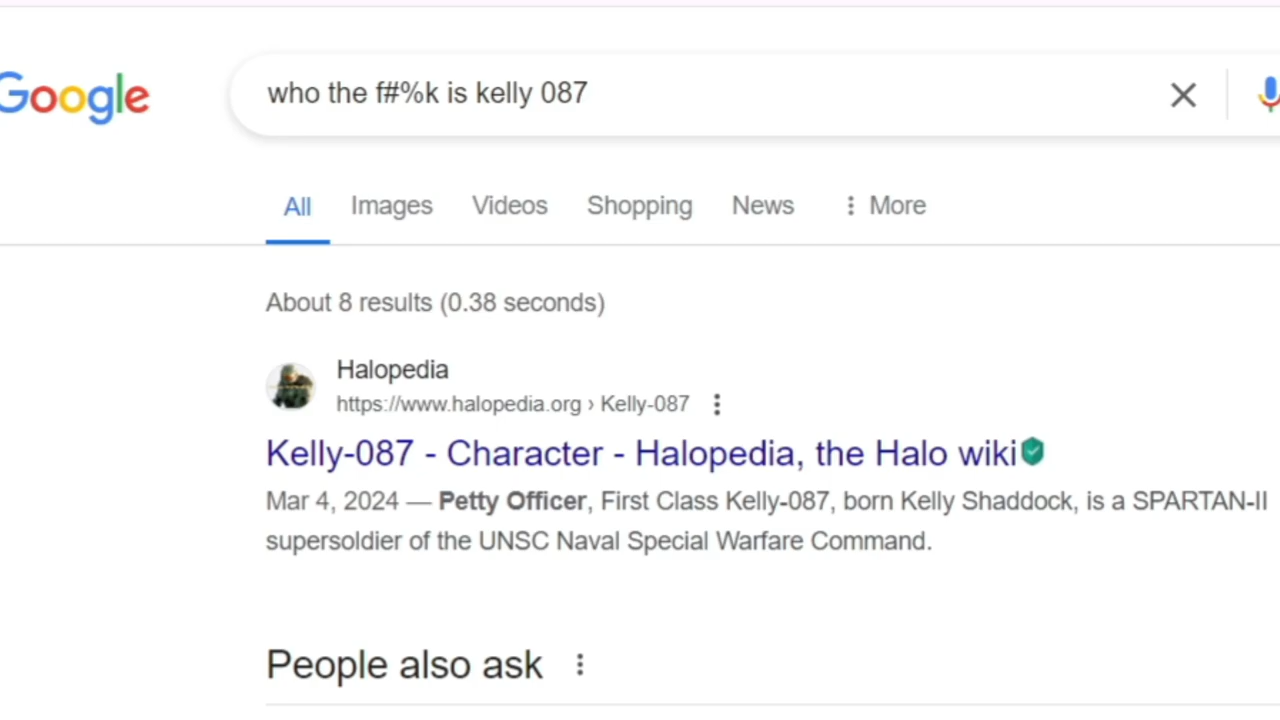 Google
who the f#%k is kelly 087
All Images Videos Shopping News More
About 8 results (0.38 seconds)
Halopedia
https://www.halopedia.org › Kelly-087
Kelly-087 - Character - Halopedia, the Halo wiki
Mar 4, 2024 — Petty Officer, First Class Kelly-087, born Kelly Shaddock, is a SPARTAN-II
supersoldier of the UNSC Naval Special Warfare Command.
People also ask